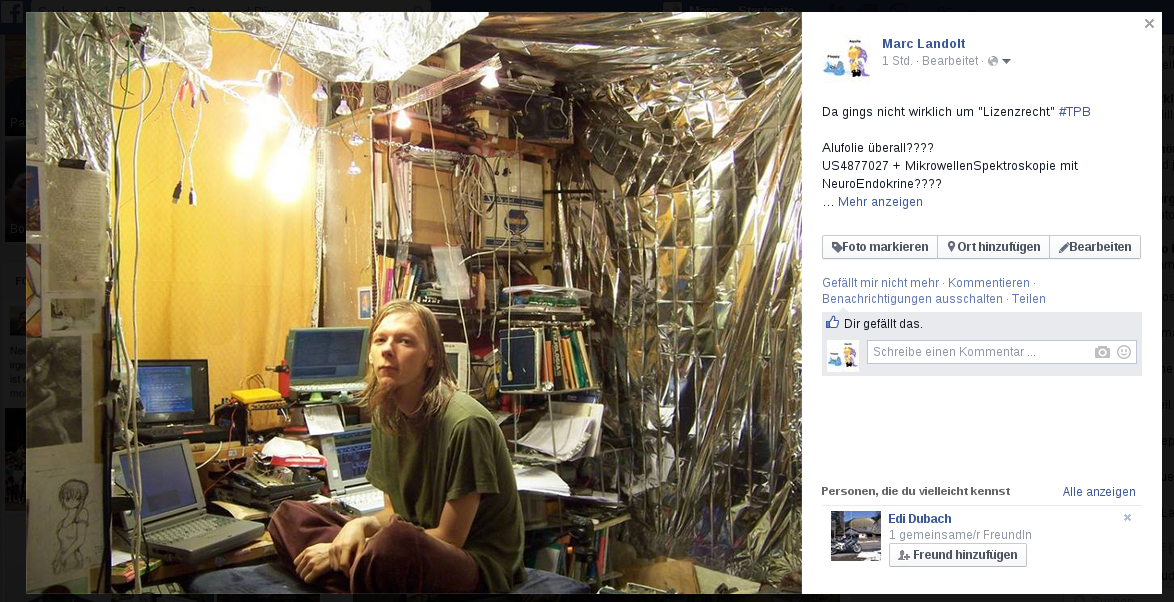 Marc Landolt
1 Std. · Bearbeitet ·
Da gings nicht wirklich um "Lizenzrecht" #TPB
Alufolie überall????
US4877027 + MikrowellenSpektroskopie mit
NeuroEndokrine????
... Mehr anzeigen
Foto markieren Ort hinzufügen Bearbeiten
Gefällt mir nicht mehr · Kommentieren ·
Benachrichtigungen ausschalten · Teilen
Dir gefällt das.
Schreibe einen Kommentar ...
Personen, die du vielleicht kennst Alle anzeigen
Edi Dubach
1 gemeinsame/r FreundIn
Freund hinzufügen